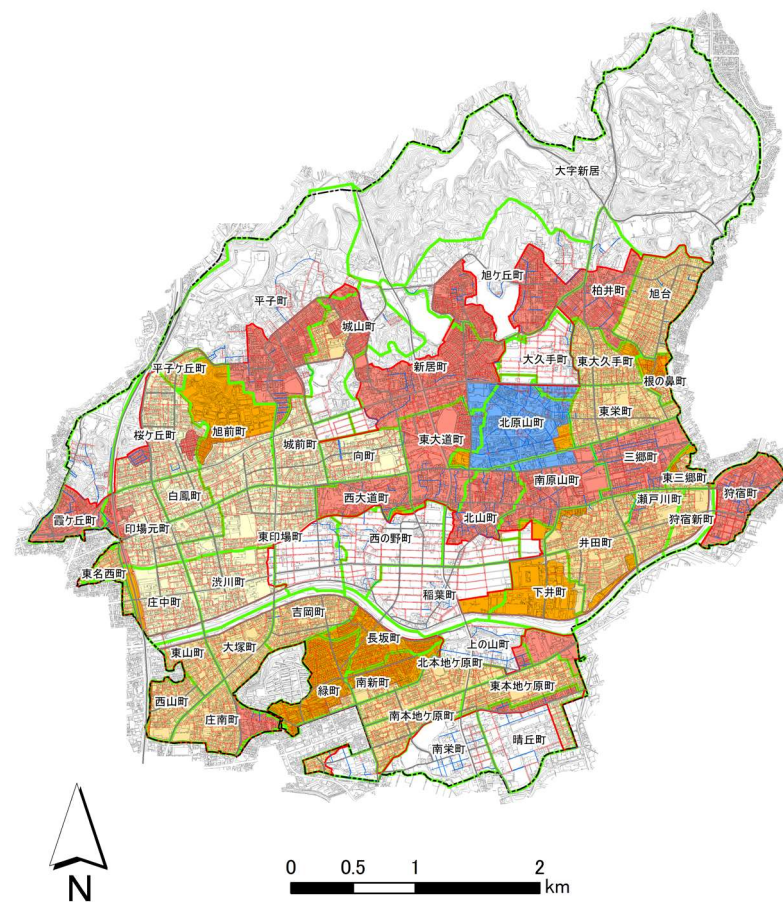 大字新居
旭ケ丘町
柏井町
旭台
平子町
城山町
新居町
大久手町
東大久手町
平子ケ丘町
根の鼻町
旭前町
北原山町
東栄町
桜ケ丘町
城前町
向町
東大道町
三郷町
白鳳町
西大道町
南原山町
東三郷町
狩宿町
霞ケ丘町
印場元町
北山町
瀬戸川町
狩宿新町
東印場町
西の野町
井田町
東名西町
渋川町
庄中町
稲葉町
下井町
吉岡町
東山町
大塚町
長坂町
上の山町
北本地ケ原町
西山町
緑町
南新町
東本地ケ原町
庄南町
南本地ケ原町
南栄町
晴丘町
N
0 0.5 1 2
km